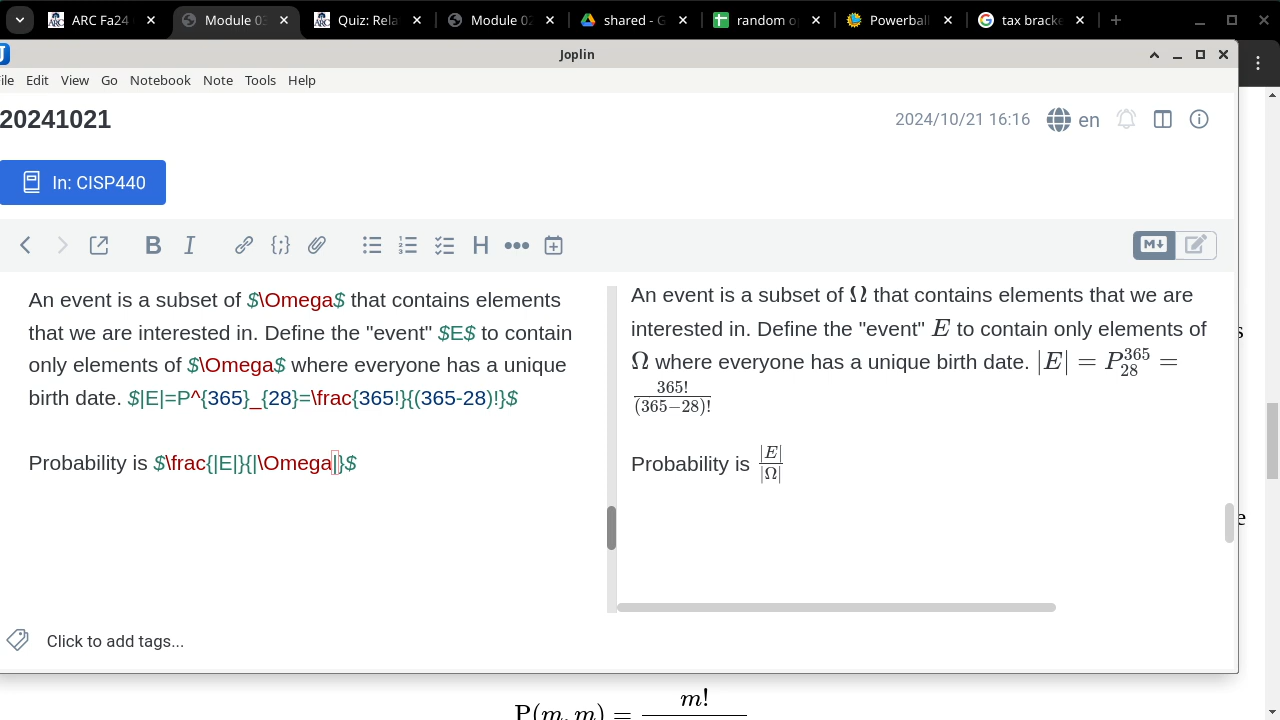 ARC Fa24 Module 03 Quiz: Rela Module 02 shared - G random o Powerball tax brack
Joplin
ile Edit View Go Notebook Note Tools Help
20241021 2024/10/21 16:16 en
In: CISP440
B I H M↓
An event is a subset of $\Omega$ that contains elements
that we are interested in. Define the "event" $E$ to contain
only elements of $\Omega$ where everyone has a unique
birth date. $|E|=P^{365}_{28}=\frac{365!}{(365-28)!}$
Probability is $\frac{|E|}{|\Omega|}$
An event is a subset of Ω that contains elements that we are
interested in. Define the "event" E to contain only elements of
Ω where everyone has a unique birth date. |E| = P^{365}_{28} =
\frac{365!}{(365−28)!}
Probability is \frac{|E|}{|Ω|}
s
e
Click to add tags...
P(m, m) = m!